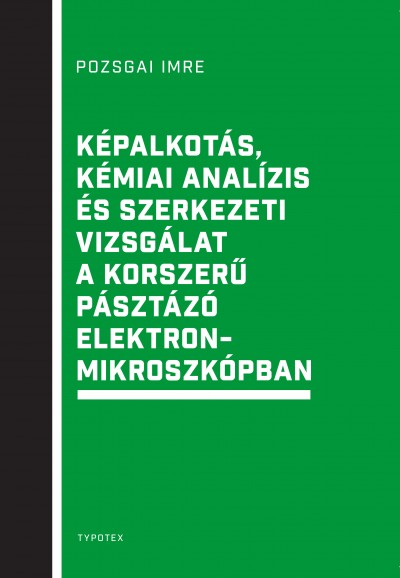 POZSGAI IMRE
KÉPALKOTÁS,
KÉMIAI ANALÍZIS
ÉS SZERKEZETI
VIZSGÁLAT
A KORSZERŰ
PÁSZTÁZÓ
ELEKTRON-
MIKROSZKÓPBAN
TYPOTEX